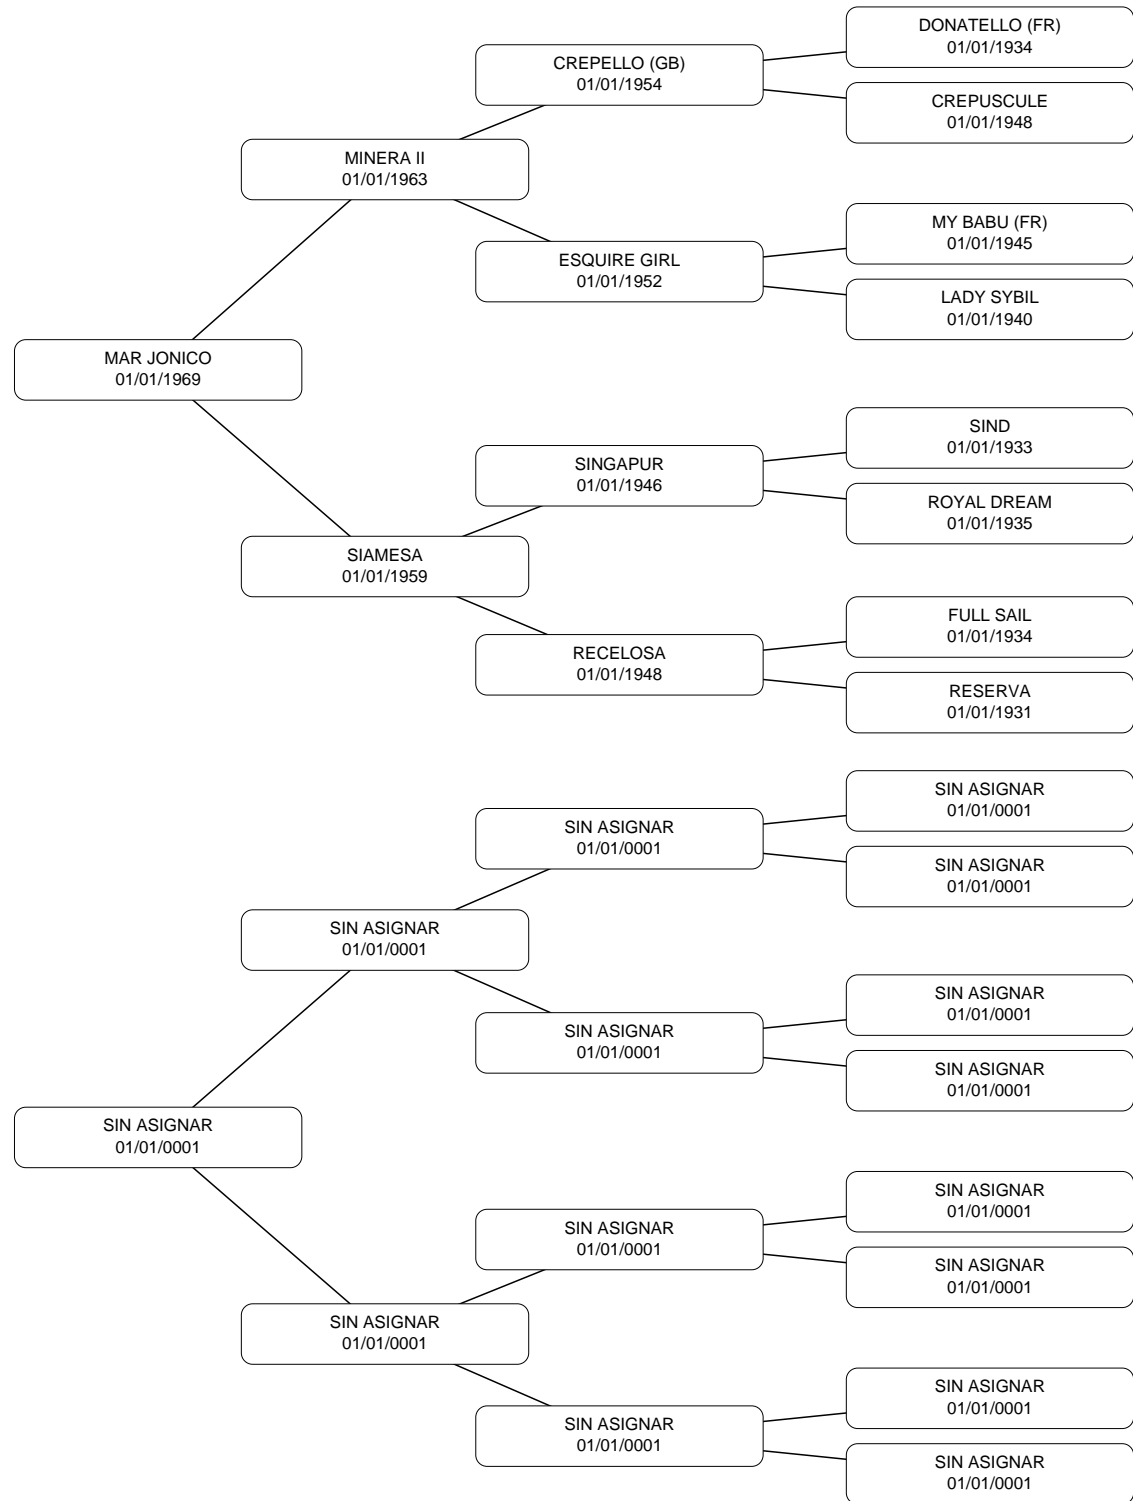 DONATELLO (FR)
01/01/1934
CREPELLO (GB)
01/01/1954
CREPUSCULE
01/01/1948
MINERA II
01/01/1963
MY BABU (FR)
01/01/1945
ESQUIRE GIRL
01/01/1952
LADY SYBIL
01/01/1940
MAR JONICO
01/01/1969
SIND
01/01/1933
SINGAPUR
01/01/1946
ROYAL DREAM
01/01/1935
SIAMESA
01/01/1959
FULL SAIL
01/01/1934
RECELOSA
01/01/1948
RESERVA
01/01/1931
SIN ASIGNAR
01/01/0001
SIN ASIGNAR
01/01/0001
SIN ASIGNAR
01/01/0001
SIN ASIGNAR
01/01/0001
SIN ASIGNAR
01/01/0001
SIN ASIGNAR
01/01/0001
SIN ASIGNAR
01/01/0001
SIN ASIGNAR
01/01/0001
SIN ASIGNAR
01/01/0001
SIN ASIGNAR
01/01/0001
SIN ASIGNAR
01/01/0001
SIN ASIGNAR
01/01/0001
SIN ASIGNAR
01/01/0001
SIN ASIGNAR
01/01/0001
SIN ASIGNAR
01/01/0001